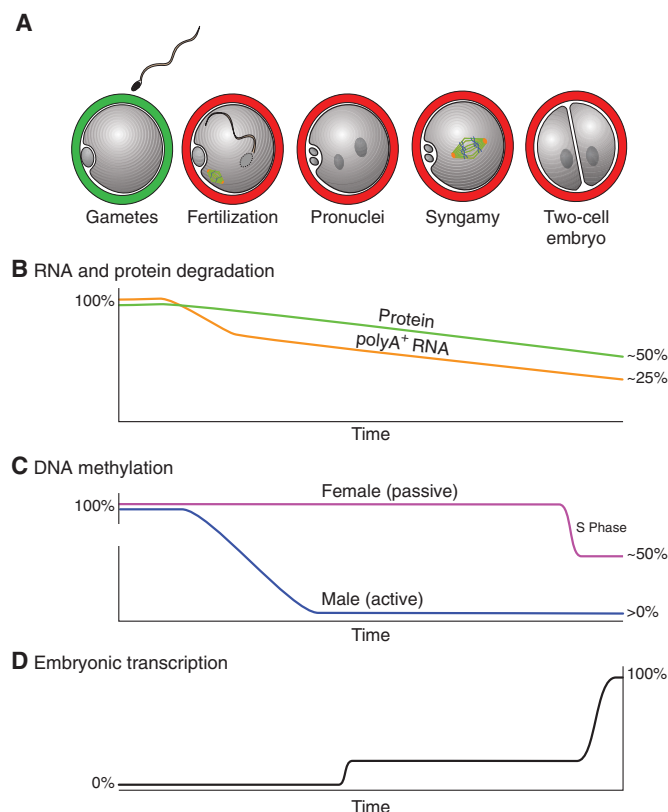 A
Gametes
Fertilization
Pronuclei
Syngamy
Two-cell
embryo
B RNA and protein degradation
100%
Protein
polyA+ RNA
~50%
~25%
Time
C DNA methylation
100%
Female (passive)
S Phase
~50%
Male (active)
>0%
Time
D Embryonic transcription
100%
0%
Time